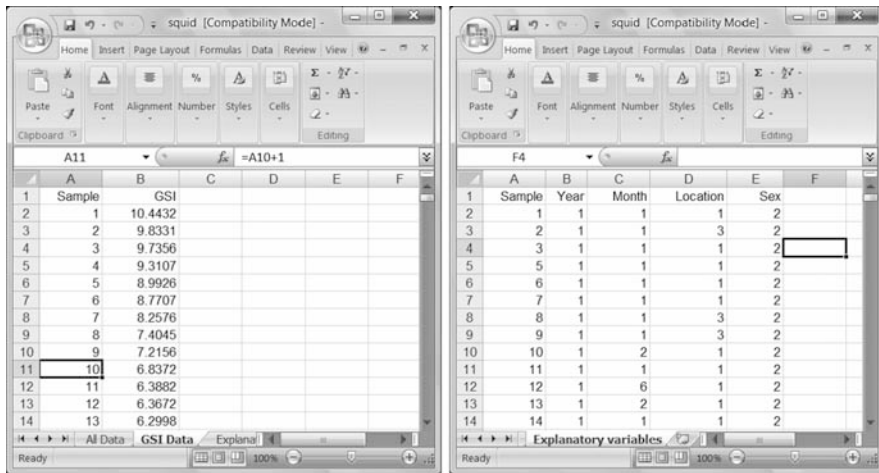 squid [Compatibility Mode] -
Home Insert Page Layout Formulas Data Review View
Paste Font Alignment Number Styles Cells
Clipboard Editing
A11 fx =A10+1
A B C D E F
1 Sample GSI
2 1 10.4432
3 2 9.8331
4 3 9.7356
5 4 9.3107
6 5 8.9926
7 6 8.7707
8 7 8.2576
9 8 7.4045
10 9 7.2156
11 10 6.8372
12 11 6.3882
13 12 6.3672
14 13 6.2998
All Data GSI Data Explana
Ready 100%
squid [Compatibility Mode] -
Home Insert Page Layout Formulas Data Review View
Paste Font Alignment Number Styles Cells
Clipboard Editing
F4 fx
A B C D E F
1 Sample Year Month Location Sex
2 1 1 1 1 2
3 2 1 1 3 2
4 3 1 1 1 2
5 5 1 1 1 2
6 6 1 1 1 2
7 7 1 1 1 2
8 8 1 1 3 2
9 9 1 1 3 2
10 10 1 2 1 2
11 11 1 1 1 2
12 12 1 6 1 2
13 13 1 2 1 2
14 14 1 1 1 2
Explanatory variables
Ready 100%